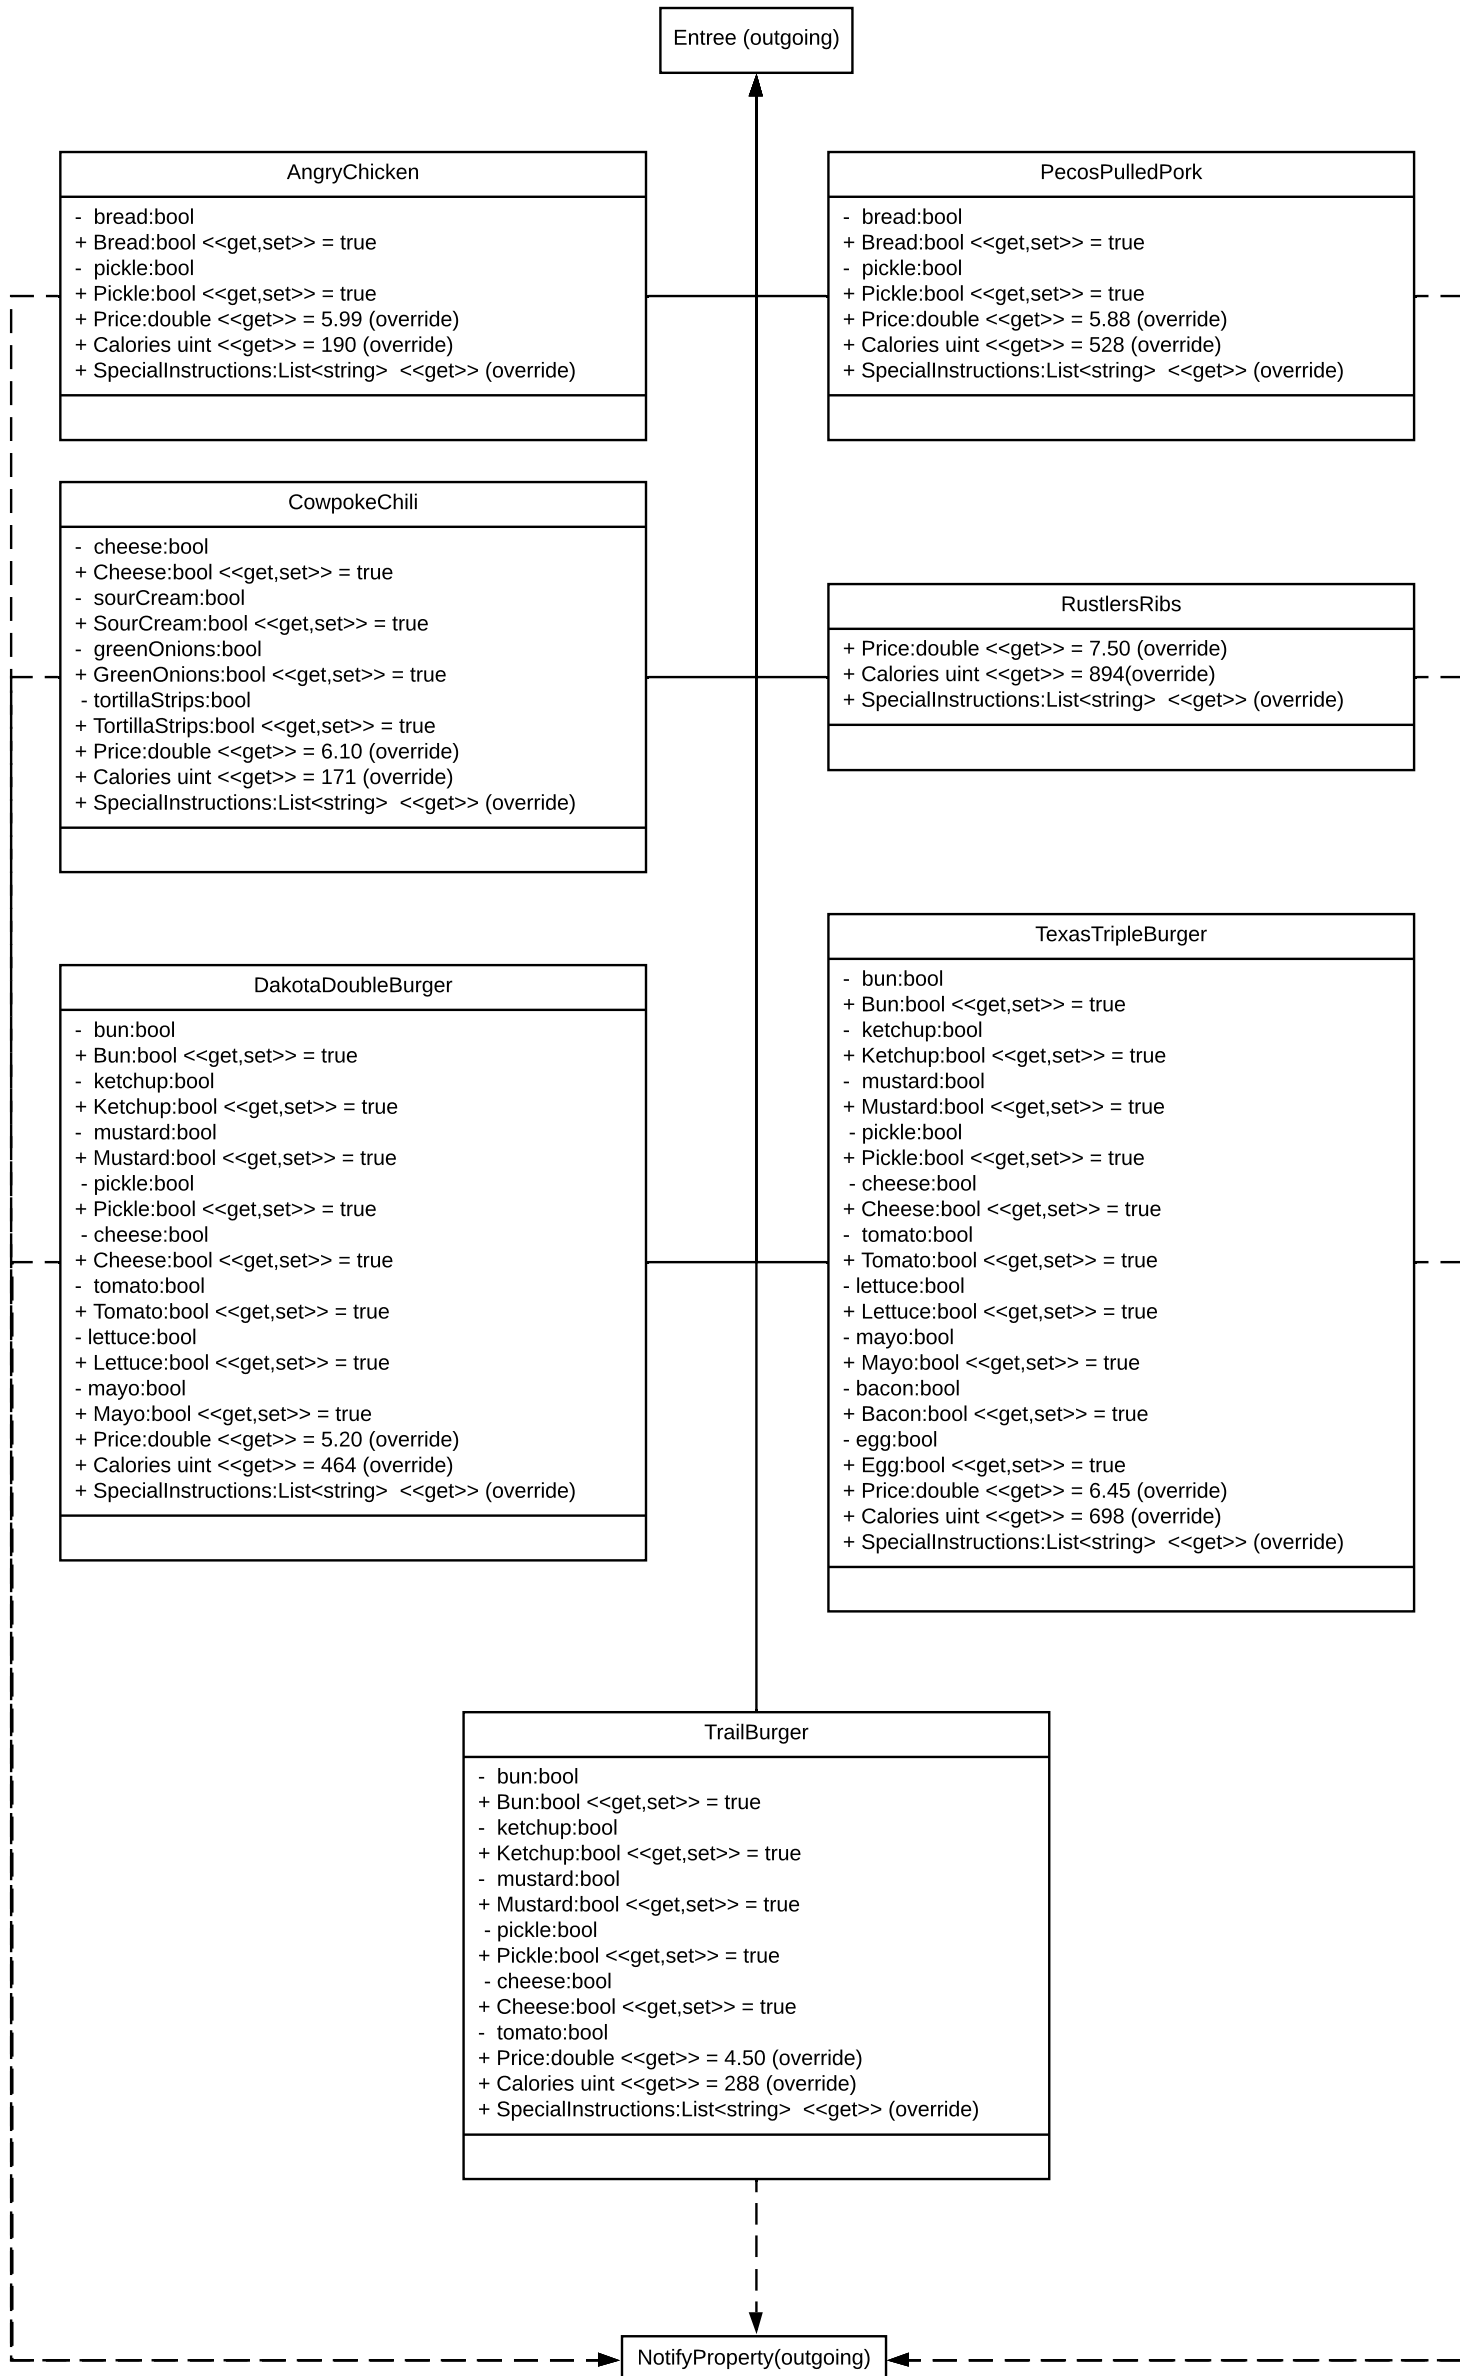 Entree (outgoing)
AngryChicken
-  bread:bool
+ Bread:bool <<get,set>> = true
-  pickle:bool
+ Pickle:bool <<get,set>> = true
+ Price:double <<get>> = 5.99 (override)
+ Calories uint <<get>> = 190 (override)
+ SpecialInstructions:List<string>  <<get>> (override)
PecosPulledPork
-  bread:bool
+ Bread:bool <<get,set>> = true
-  pickle:bool
+ Pickle:bool <<get,set>> = true
+ Price:double <<get>> = 5.88 (override)
+ Calories uint <<get>> = 528 (override)
+ SpecialInstructions:List<string>  <<get>> (override)
CowpokeChili
-  cheese:bool
+ Cheese:bool <<get,set>> = true
-  sourCream:bool
+ SourCream:bool <<get,set>> = true
-  greenOnions:bool
+ GreenOnions:bool <<get,set>> = true
 - tortillaStrips:bool
+ TortillaStrips:bool <<get,set>> = true
+ Price:double <<get>> = 6.10 (override)
+ Calories uint <<get>> = 171 (override)
+ SpecialInstructions:List<string>  <<get>> (override)
RustlersRibs
+ Price:double <<get>> = 7.50 (override)
+ Calories uint <<get>> = 894(override)
+ SpecialInstructions:List<string>  <<get>> (override)
DakotaDoubleBurger
-  bun:bool
+ Bun:bool <<get,set>> = true
-  ketchup:bool
+ Ketchup:bool <<get,set>> = true
-  mustard:bool
+ Mustard:bool <<get,set>> = true
 - pickle:bool
+ Pickle:bool <<get,set>> = true
 - cheese:bool
+ Cheese:bool <<get,set>> = true
-  tomato:bool
+ Tomato:bool <<get,set>> = true
- lettuce:bool
+ Lettuce:bool <<get,set>> = true
- mayo:bool
+ Mayo:bool <<get,set>> = true
+ Price:double <<get>> = 5.20 (override)
+ Calories uint <<get>> = 464 (override)
+ SpecialInstructions:List<string>  <<get>> (override)
TexasTripleBurger
-  bun:bool
+ Bun:bool <<get,set>> = true
-  ketchup:bool
+ Ketchup:bool <<get,set>> = true
-  mustard:bool
+ Mustard:bool <<get,set>> = true
 - pickle:bool
+ Pickle:bool <<get,set>> = true
 - cheese:bool
+ Cheese:bool <<get,set>> = true
-  tomato:bool
+ Tomato:bool <<get,set>> = true
- lettuce:bool
+ Lettuce:bool <<get,set>> = true
- mayo:bool
+ Mayo:bool <<get,set>> = true
- bacon:bool
+ Bacon:bool <<get,set>> = true
- egg:bool
+ Egg:bool <<get,set>> = true
+ Price:double <<get>> = 6.45 (override)
+ Calories uint <<get>> = 698 (override)
+ SpecialInstructions:List<string>  <<get>> (override)
TrailBurger
-  bun:bool
+ Bun:bool <<get,set>> = true
-  ketchup:bool
+ Ketchup:bool <<get,set>> = true
-  mustard:bool
+ Mustard:bool <<get,set>> = true
 - pickle:bool
+ Pickle:bool <<get,set>> = true
 - cheese:bool
+ Cheese:bool <<get,set>> = true
-  tomato:bool
+ Price:double <<get>> = 4.50 (override)
+ Calories uint <<get>> = 288 (override)
+ SpecialInstructions:List<string>  <<get>> (override)
NotifyProperty(outgoing)